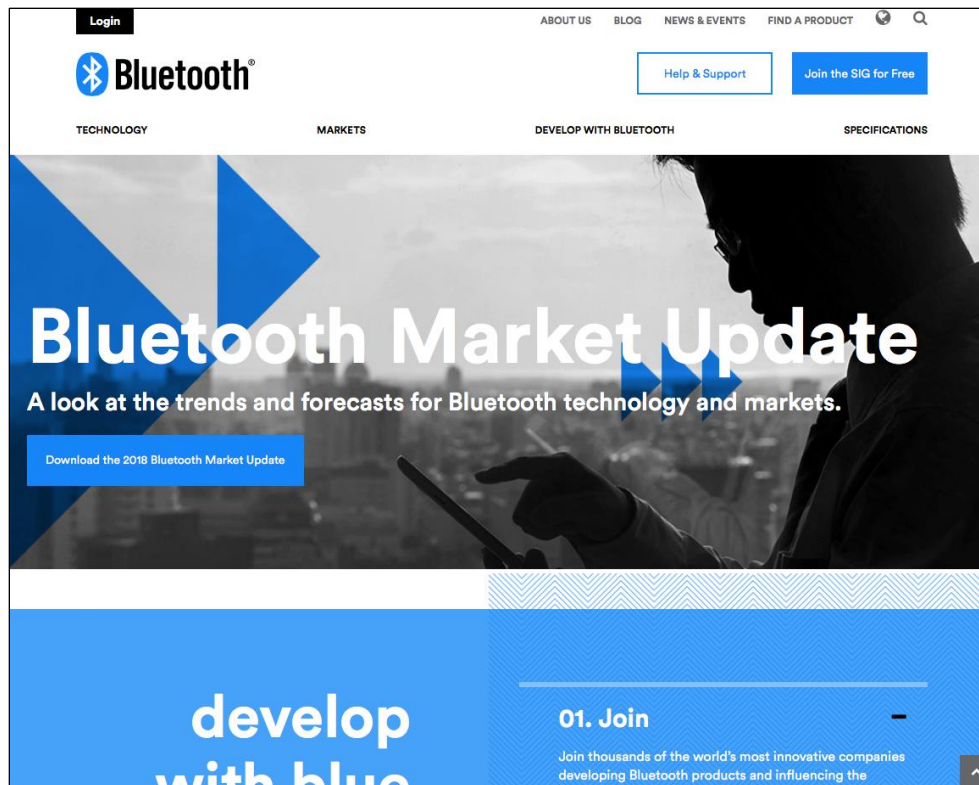 Login
ABOUT US BLOG NEWS & EVENTS FIND A PRODUCT
Bluetooth®
Help & Support
Join the SIG for Free
TECHNOLOGY MARKETS DEVELOP WITH BLUETOOTH SPECIFICATIONS
Bluetooth Market Update
A look at the trends and forecasts for Bluetooth technology and markets.
Download the 2018 Bluetooth Market Update
develop
with blue
01. Join
Join thousands of the world's most innovative companies
developing Bluetooth products and influencing the